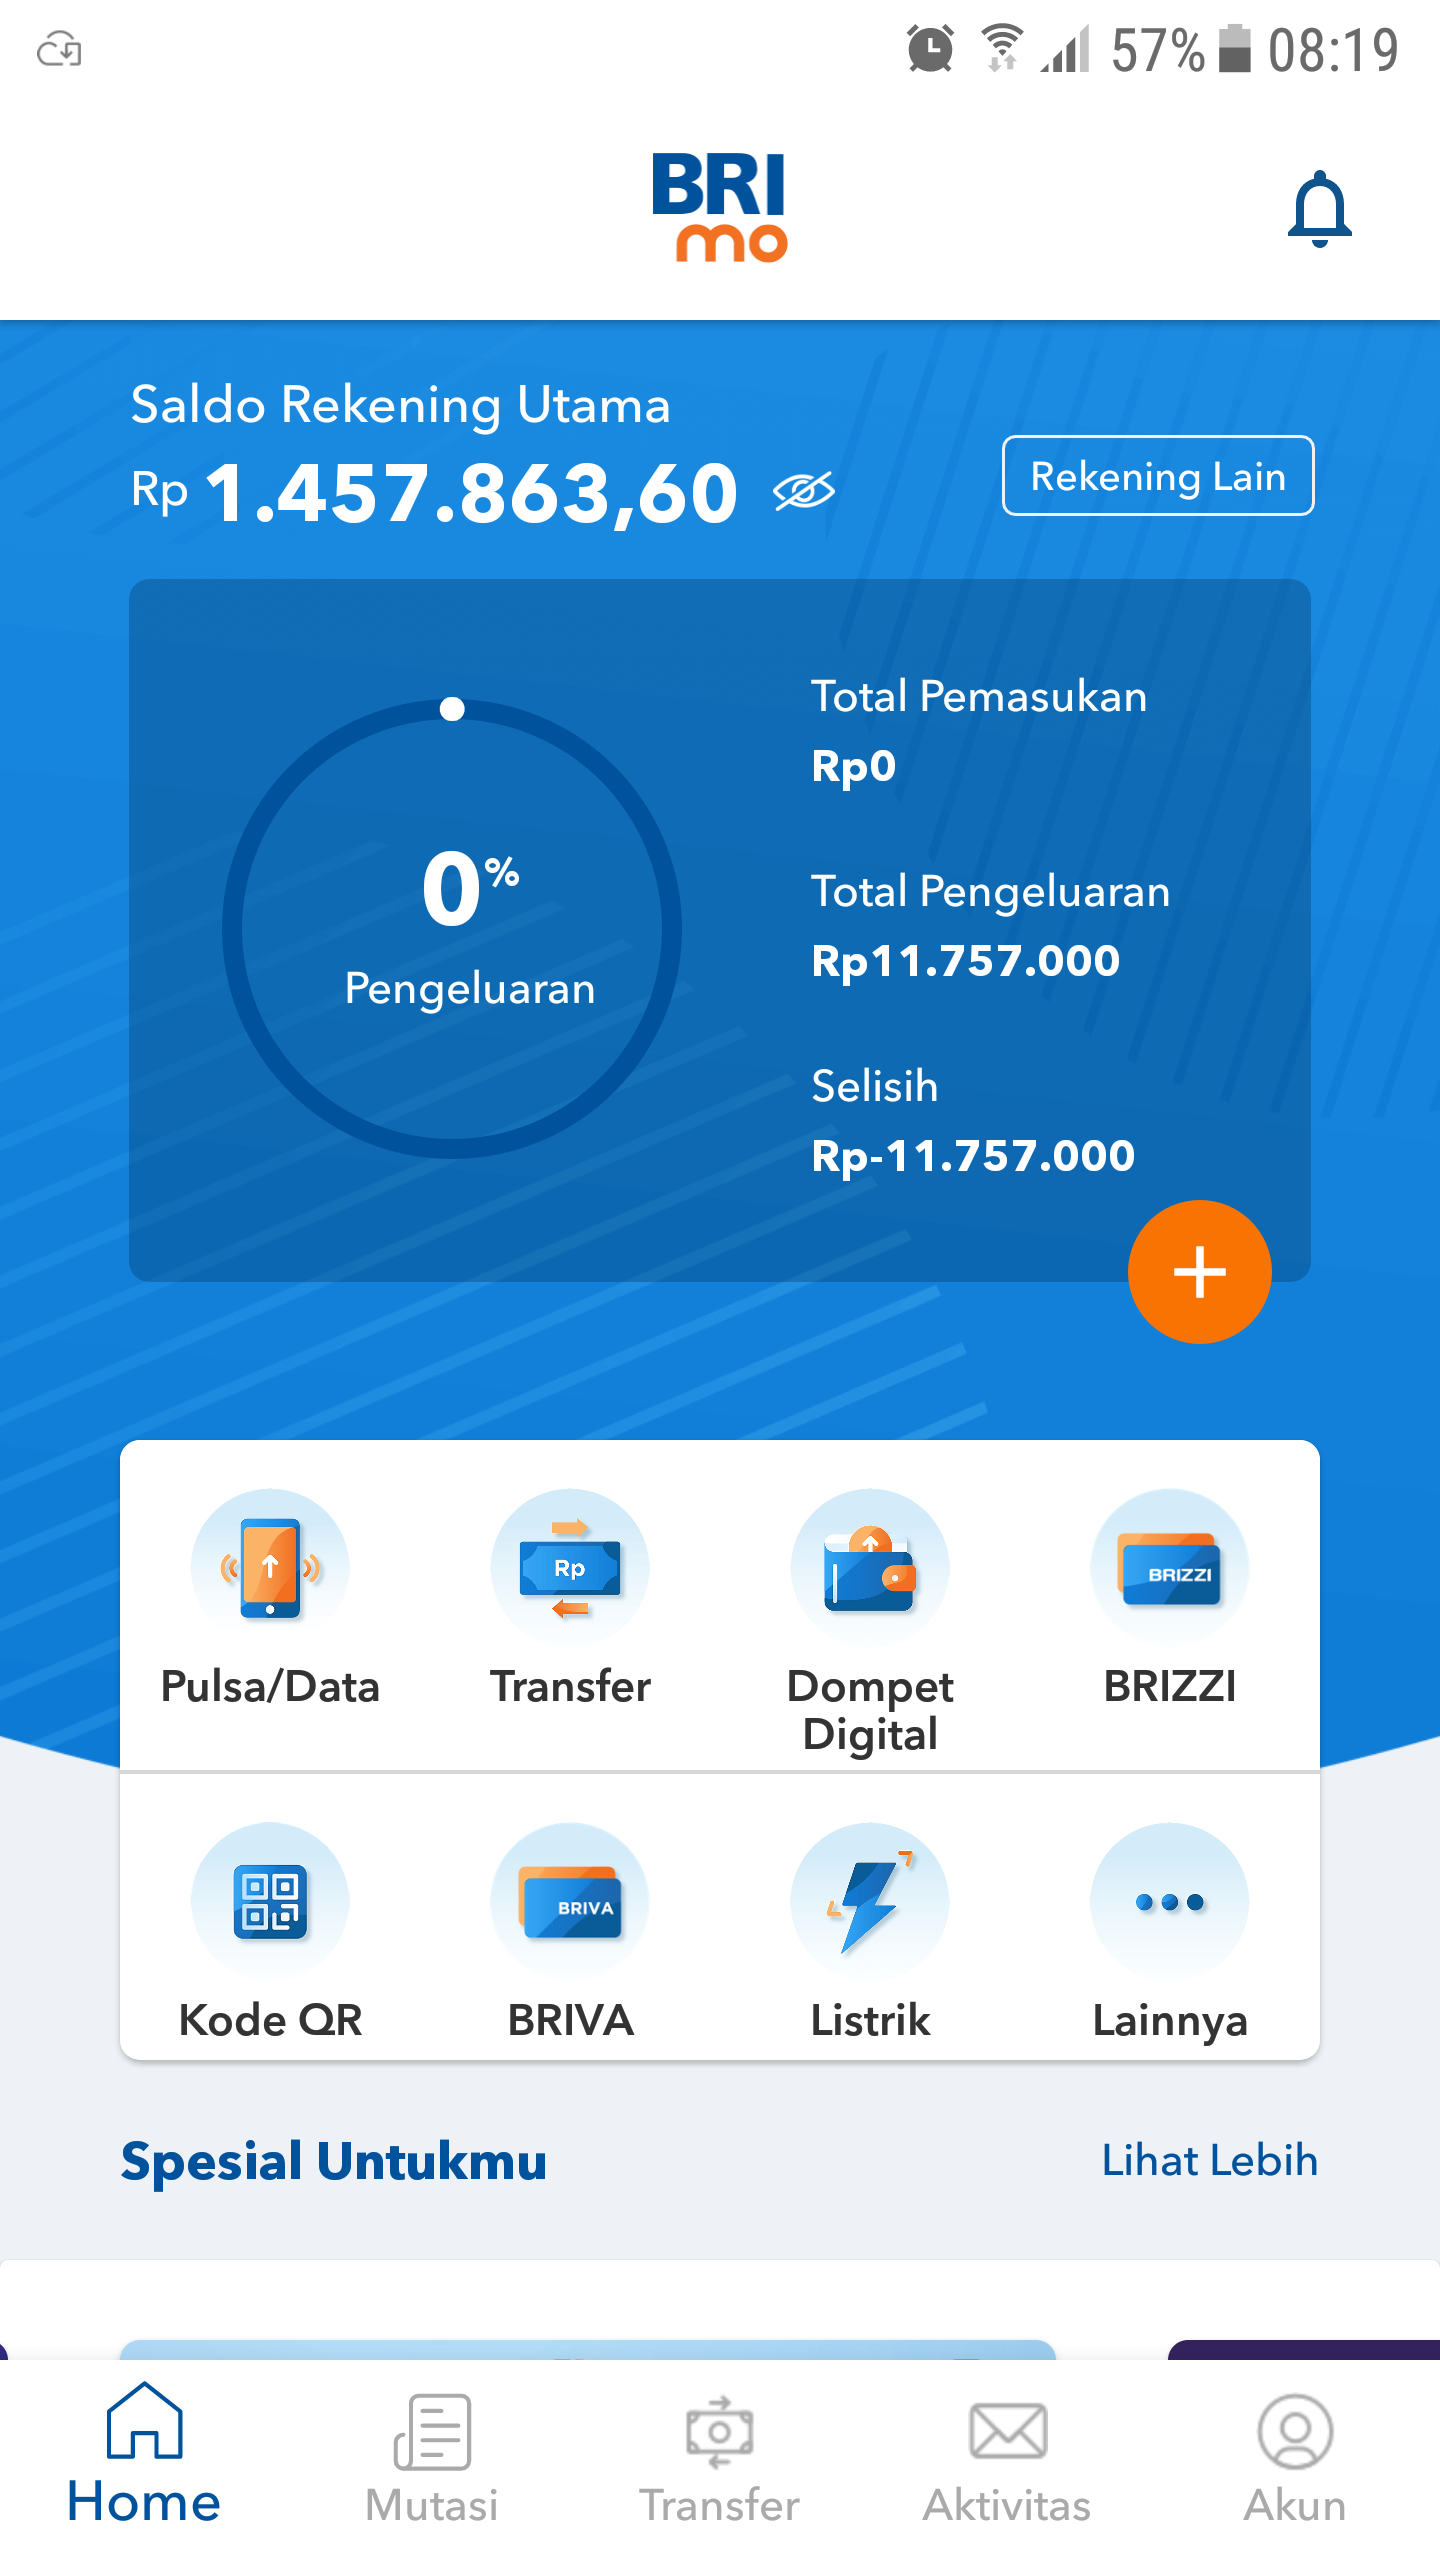 57% 08:19
BRI
mo
Saldo Rekening Utama
Rp 1.457.863,60
Rekening Lain
Total Pemasukan
Rp0
0%
Pengeluaran
Total Pengeluaran
Rp11.757.000
Selisih
Rp-11.757.000
+
Rp
BRIZZI
Pulsa/Data
Transfer
Dompet
Digital
BRIZZI
BRIVA
Kode QR
BRIVA
Listrik
Lainnya
Spesial Untukmu
Lihat Lebih
Home
Mutasi
Transfer
Aktivitas
Akun